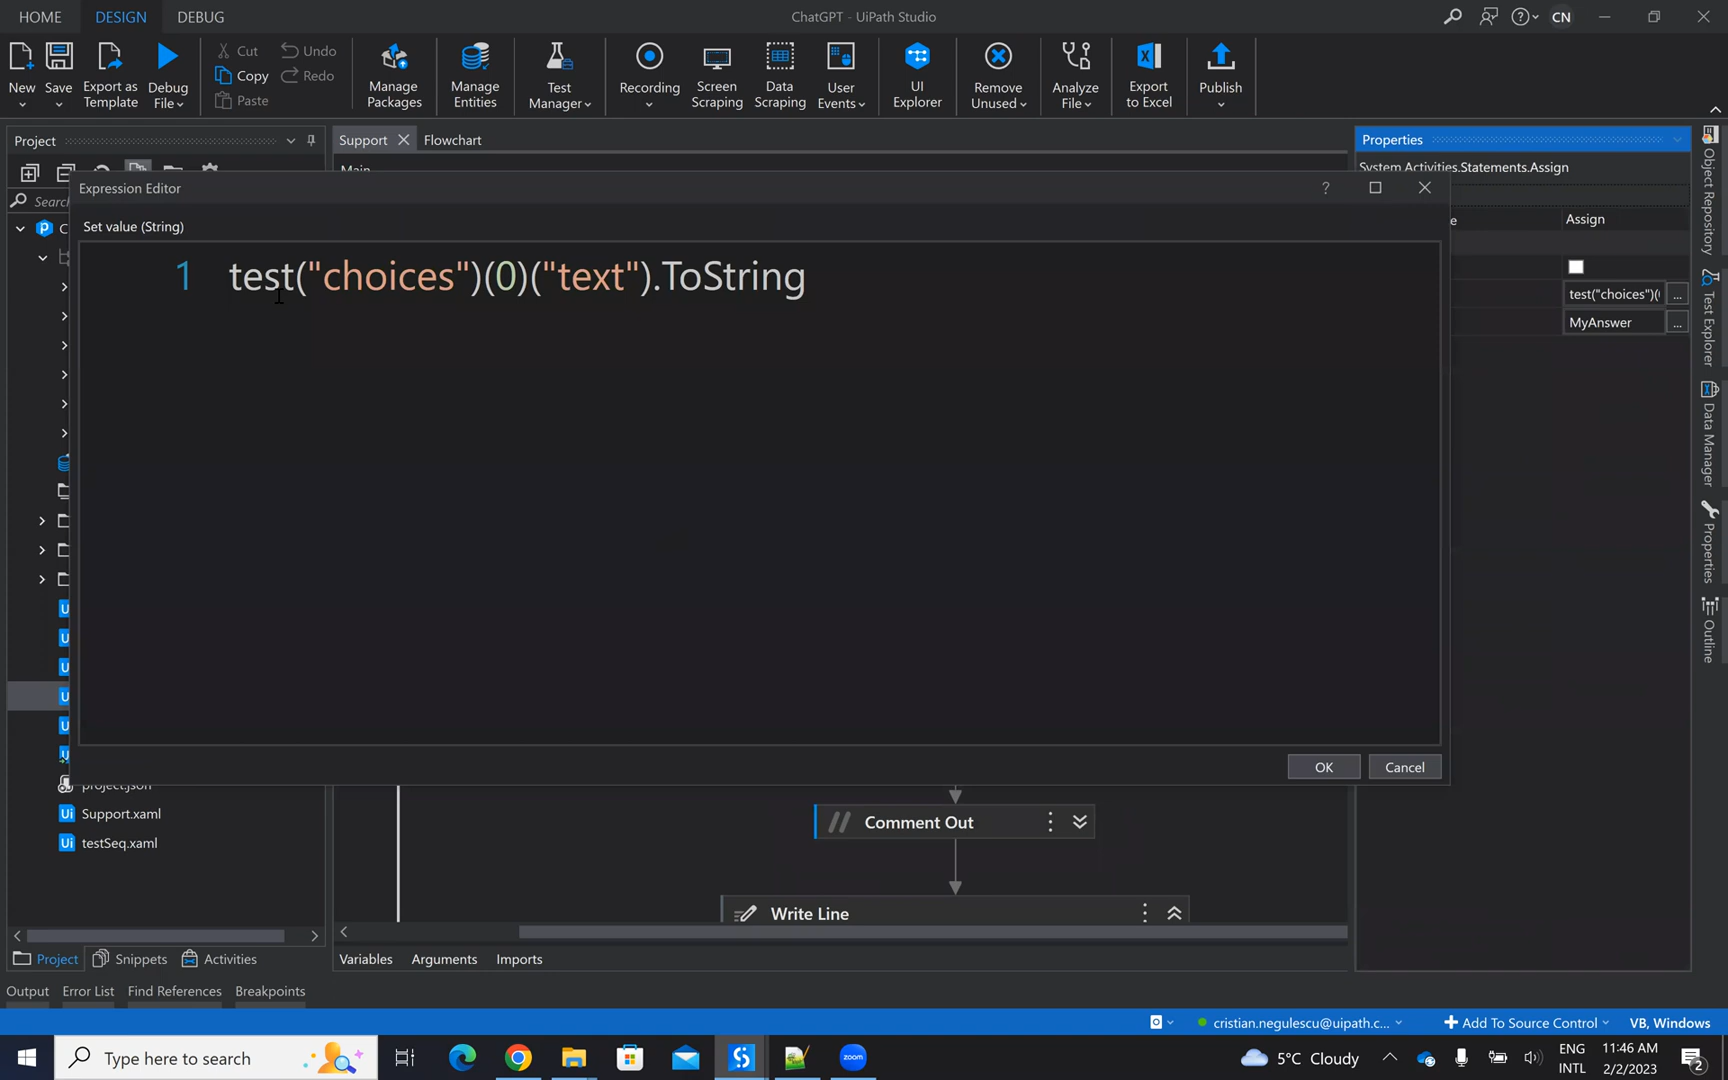 HOME DESIGN DEBUG
ChatGPT - UiPath Studio
CN
Cut
Copy
Paste
Undo
Redo
New
Save
Export as
Template
Debug
File
Manage
Packages
Manage
Entities
Test
Manager
Recording
Screen
Scraping
Data
Scraping
User
Events
UI
Explorer
Remove
Unused
Analyze
File
Export
to Excel
Publish
Project
Support
Flowchart
Properties
Main
System.Activities.Statements.Assign
Expression Editor
Set value (String)
1 test("choices")(0)("text").ToString
OK
Cancel
Assign
test("choices")( ...
MyAnswer ...
Object Repository
Test Explorer
Data Manager
Properties
Outline
project.json
Support.xaml
testSeq.xaml
Comment Out
Write Line
Project
Snippets
Activities
Variables
Arguments
Imports
Output
Error List
Find References
Breakpoints
cristian.negulescu@uipath.c...
Add To Source Control
VB, Windows
Type here to search
zoom
5°C Cloudy
ENG
INTL
11:46 AM
2/2/2023
2